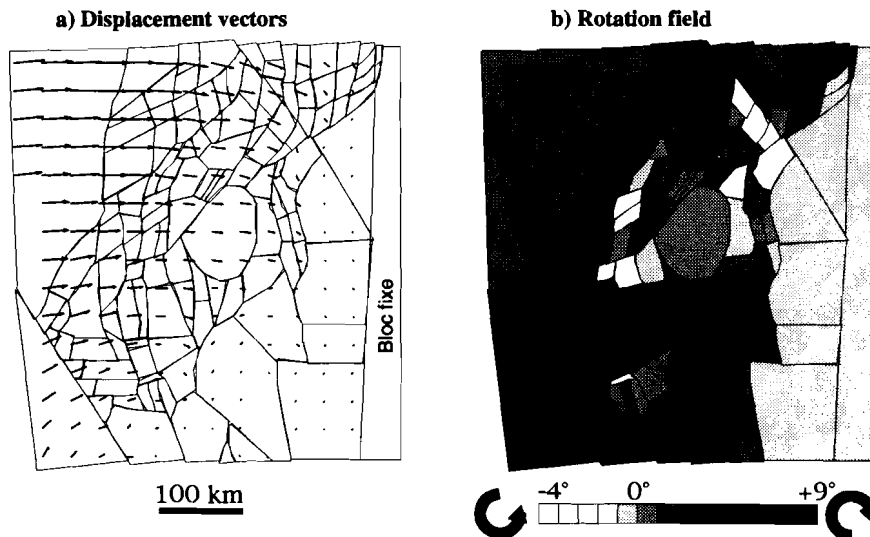 a) Displacement vectors
b) Rotation field
Bloc fixe
100 km
-4° 0° +9°